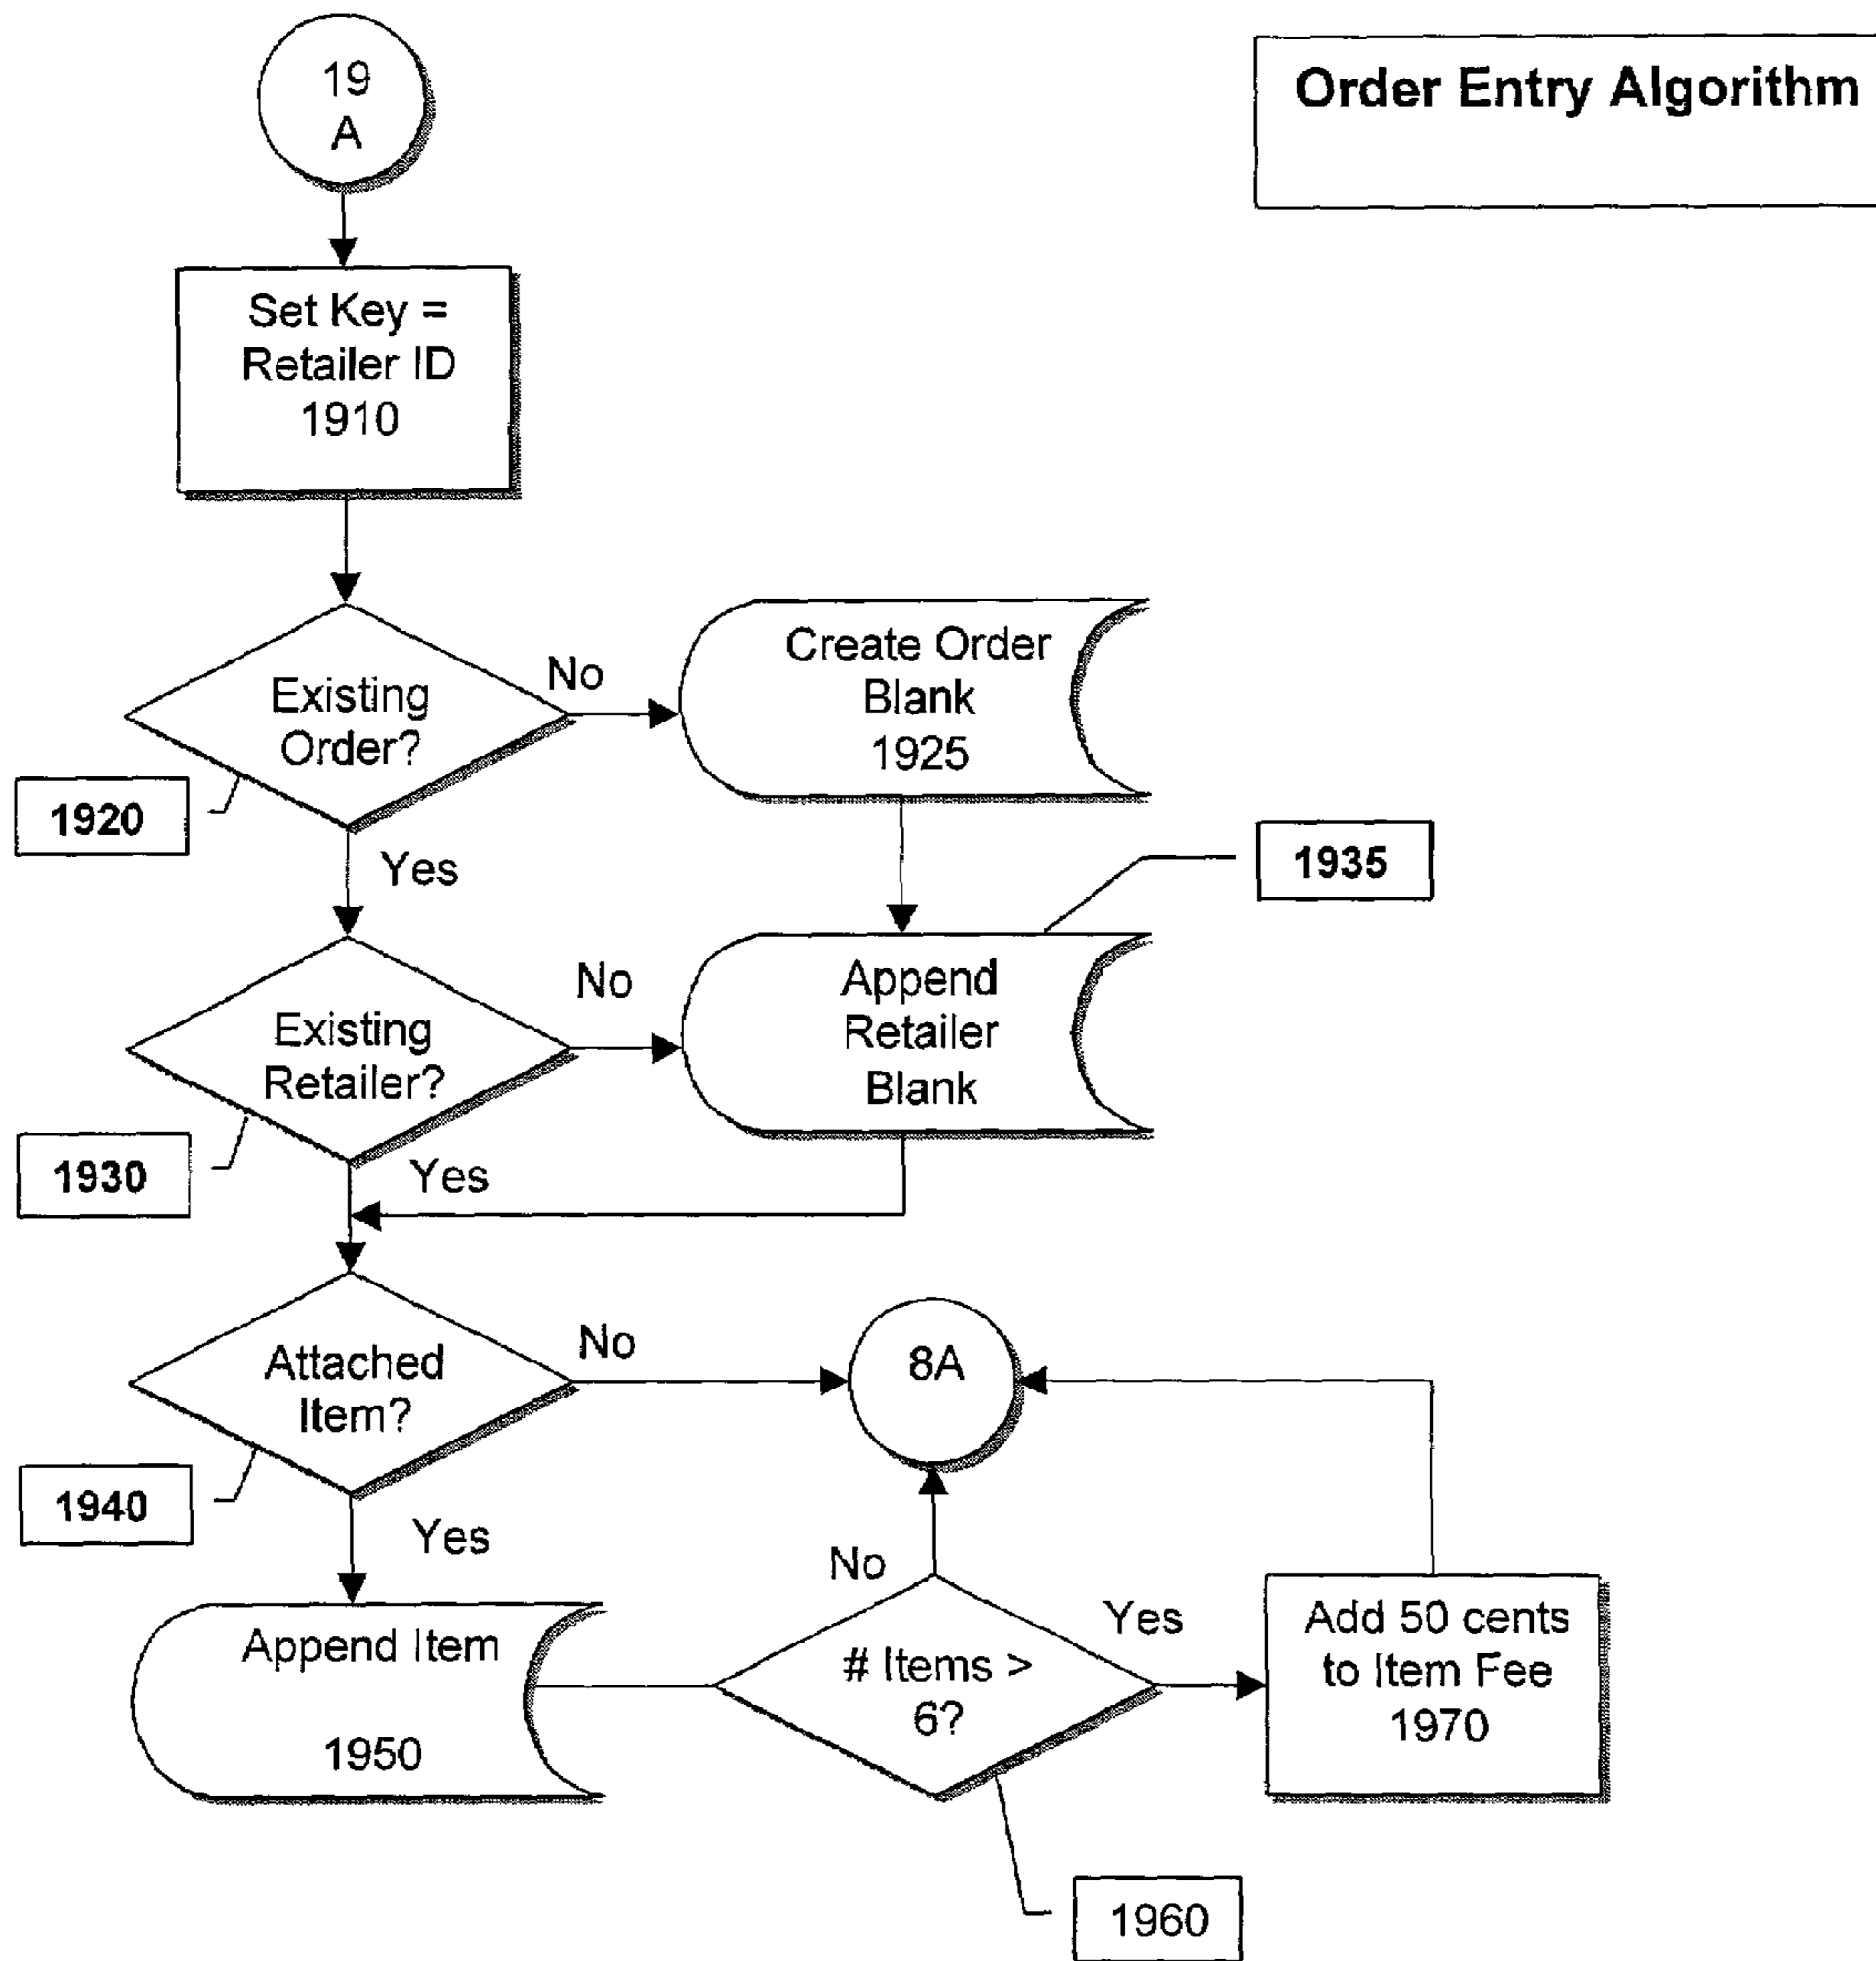 19
A
Order Entry Algorithm
Set Key =
Retailer ID
1910
Existing
Order?
No
Create Order
Blank
1925
1920
Yes
1935
Existing
Retailer?
No
Append
Retailer
Blank
1930
Yes
Attached
Item?
No
8A
1940
Yes
Append Item
1950
No
# Items >
6?
Yes
Add 50 cents
to Item Fee
1970
1960